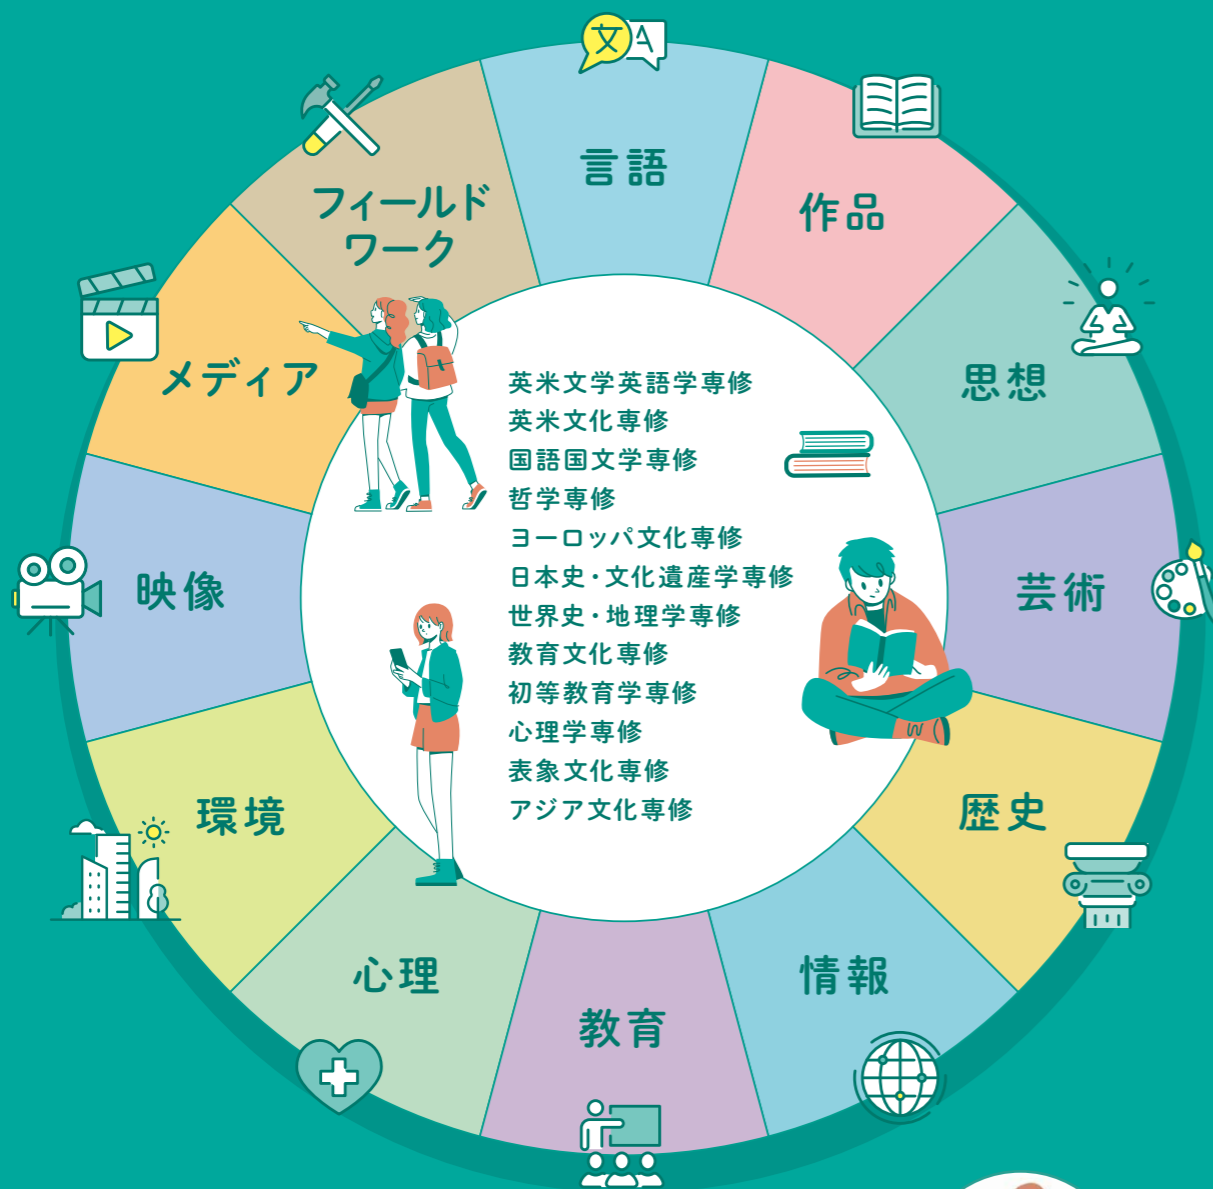 文 A
言語
作品
思想
芸術
歴史
情報
教育
心理
環境
映像
メディア
フィールド
ワーク
英米文学英語学専修
英米文化専修
国語国文学専修
哲学専修
ヨーロッパ文化専修
日本史・文化遺産学専修
世界史・地理学専修
教育文化専修
初等教育学専修
心理学専修
表象文化専修
アジア文化専修